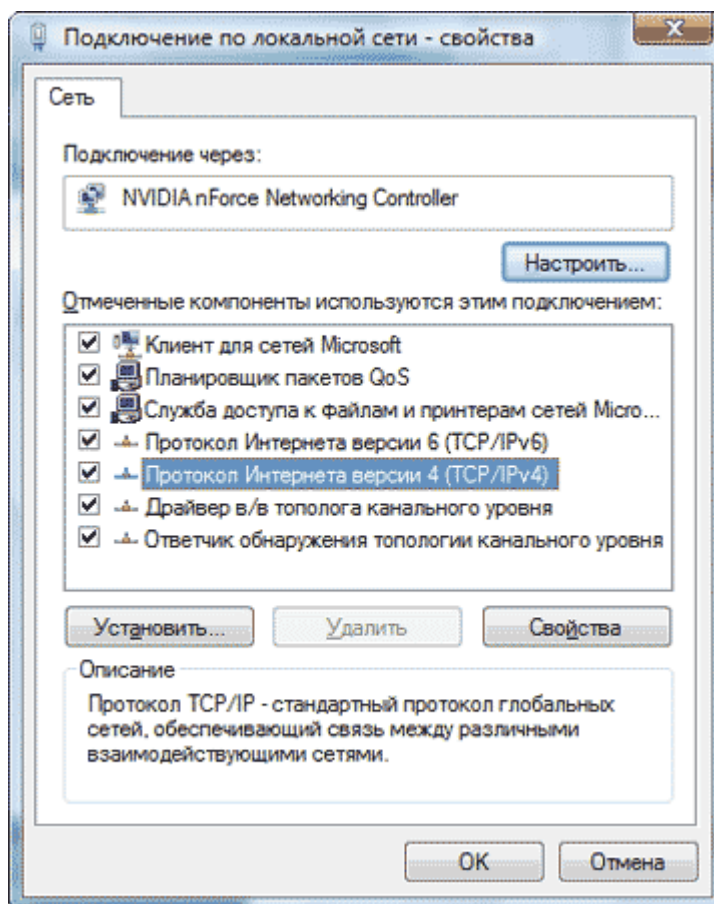 Подключение по локальной сети - свойства
Сеть
Подключение через:
NVIDIA nForce Networking Controller
Настроить...
Отмеченные компоненты используются этим подключением:
Клиент для сетей Microsoft
Планировщик пакетов QoS
Служба доступа к файлам и принтерам сетей Micro...
Протокол Интернета версии 6 (TCP/IPv6)
Протокол Интернета версии 4 (TCP/IPv4)
Драйвер в/в тополога канального уровня
Ответчик обнаружения топологии канального уровня
Установить...
Удалить
Свойства
Описание
Протокол TCP/IP - стандартный протокол глобальных
сетей, обеспечивающий связь между различными
взаимодействующими сетями.
OK
Отмена